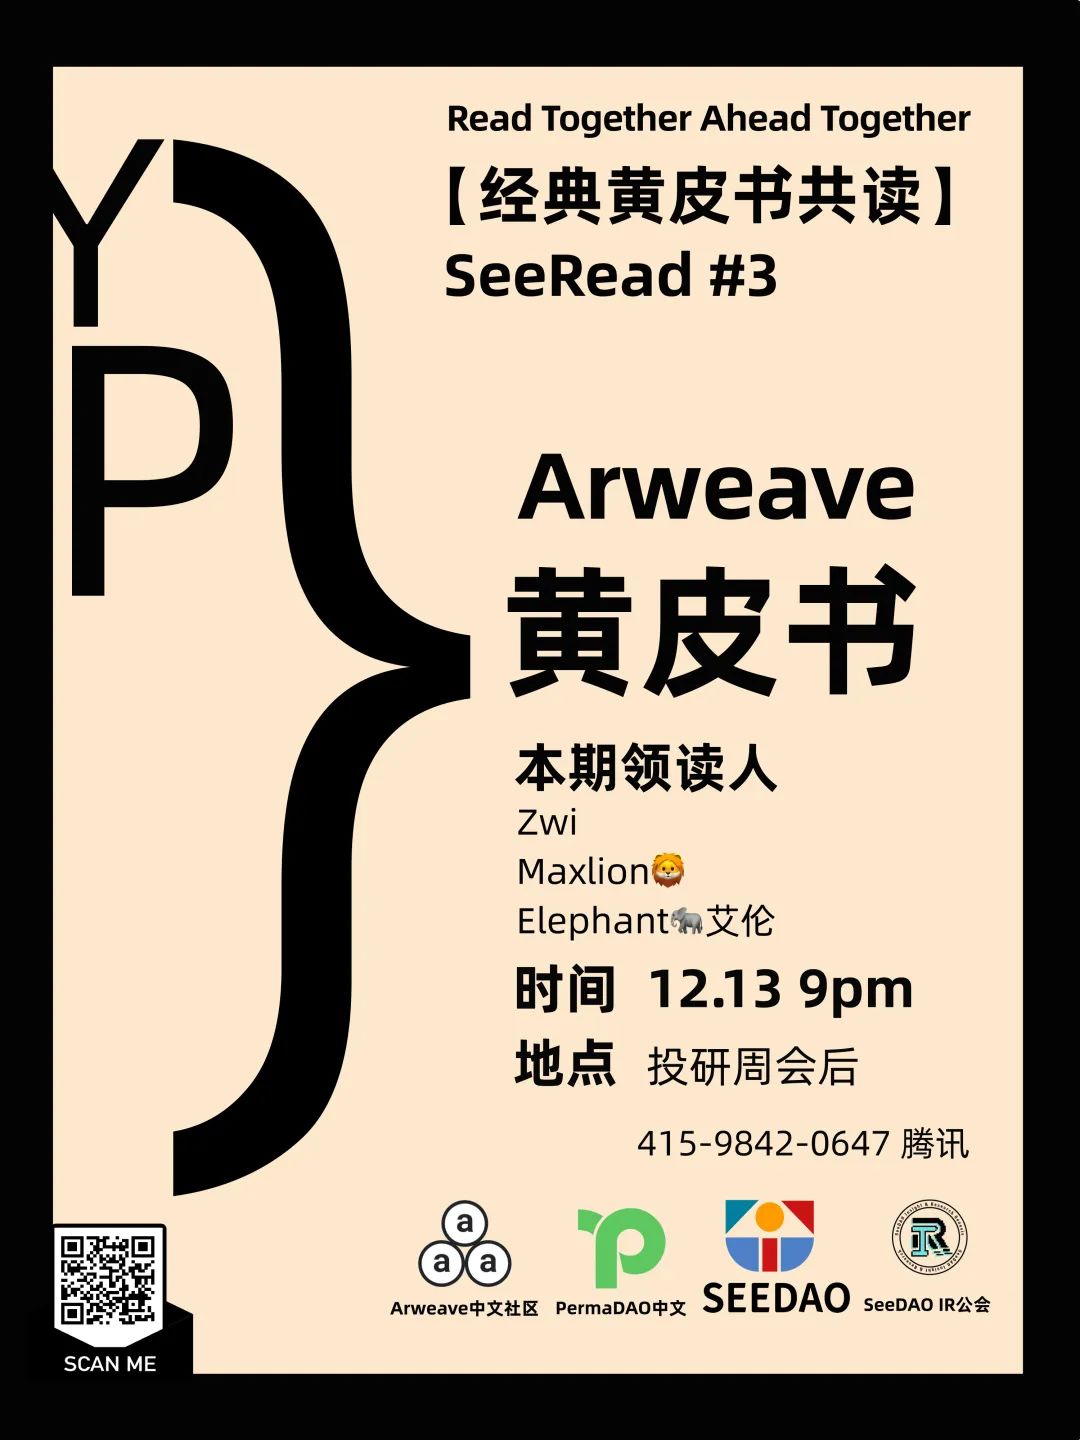 Read Together Ahead Together
【经典黄皮书共读】
SeeRead #3
Y
P
Arweave
黄皮书
本期领读人
Zwi
Maxlion🦁
Elephant🐘艾伦
时间 12.13 9pm
地点 投研周会后
415-9842-0647 腾讯
a
a a
Arweave中文社区
PermaDAO中文
SEEDAO
SeeDAO IR公会
SCAN ME